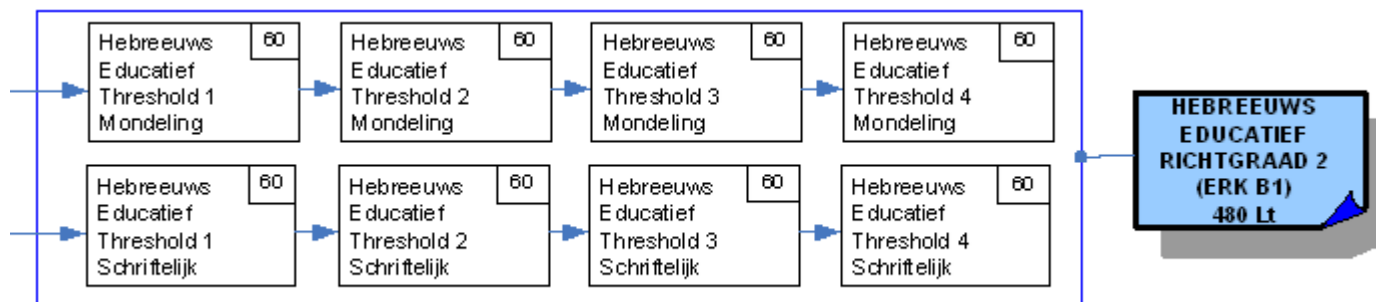 Hebreeuws 60
Educatief
Threshold 1
Mondeling
Hebreeuws 60
Educatief
Threshold 2
Mondeling
Hebreeuws 60
Educatief
Threshold 3
Mondeling
Hebreeuws 60
Educatief
Threshold 4
Mondeling
Hebreeuws 60
Educatief
Threshold 1
Schriftelijk
Hebreeuws 60
Educatief
Threshold 2
Schriftelijk
Hebreeuws 60
Educatief
Threshold 3
Schriftelijk
Hebreeuws 60
Educatief
Threshold 4
Schriftelijk
HEBREEUWS
EDUCATIEF
RICHTGRAAD 2
(ERK B1)
480 Lt